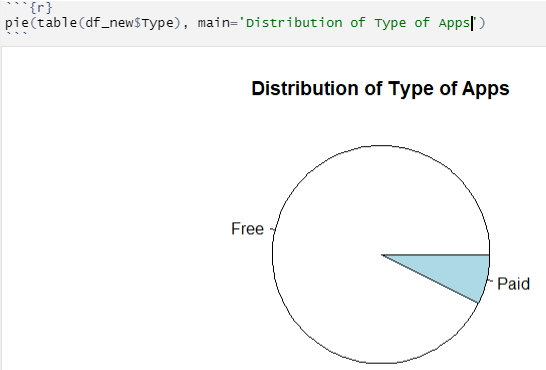 ```{r}
pie(table(df_new$Type), main='Distribution of Type of Apps')
```
Distribution of Type of Apps
Free
Paid